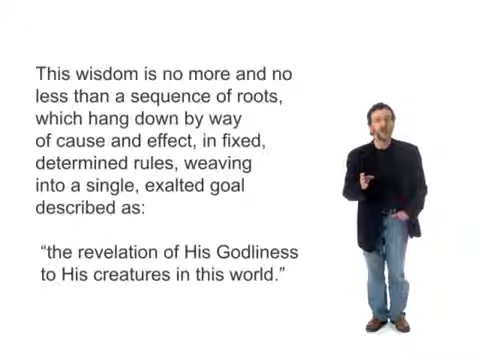 This wisdom is no more and no
less than a sequence of roots,
which hang down by way
of cause and effect, in fixed,
determined rules, weaving
into a single, exalted goal
described as:
“the revelation of His Godliness
to His creatures in this world.”